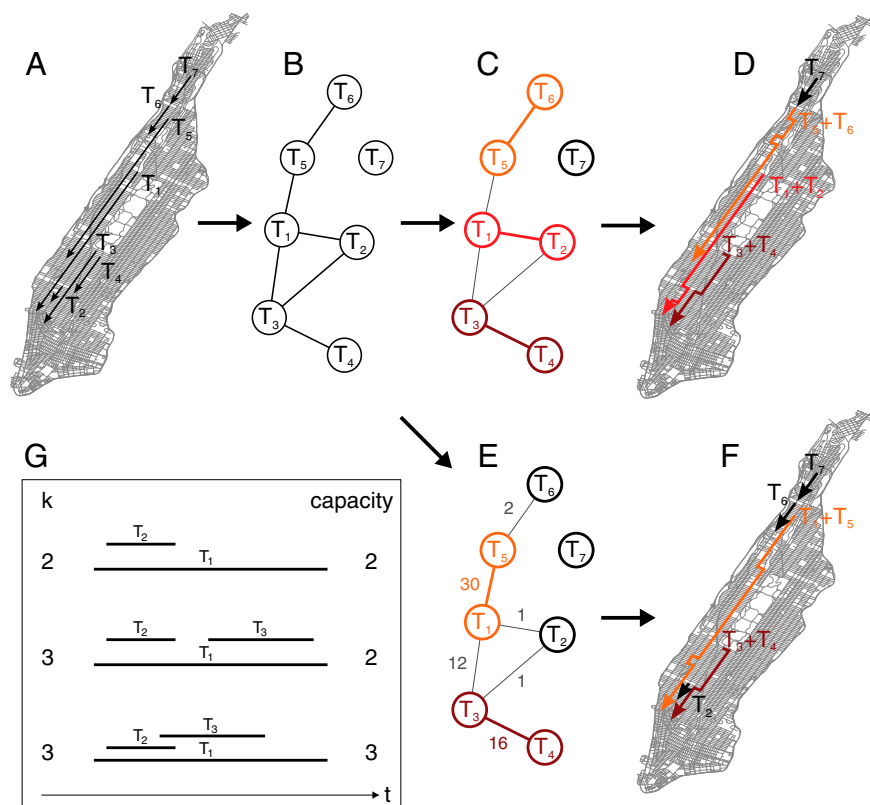 A
T₇
T₆
T₅
T₁
T₃
T₄
T₂
B
T₆
T₅
T₇
T₁
T₂
T₃
T₄
C
T₆
T₅
T₇
T₁
T₂
T₃
T₄
D
T₇
T₅+T₆
T₁+T₂
T₃+T₄
G
k capacity
T₂
T₁
2 2
T₂ T₃
T₁
3 2
T₃
T₂ T₁
3 3
t
E
T₆
2
T₅
T₇
30
T₁
1
T₂
12
1
T₃
16
T₄
F
T₇
T₆
T₁+T₅
T₃+T₄
T₂